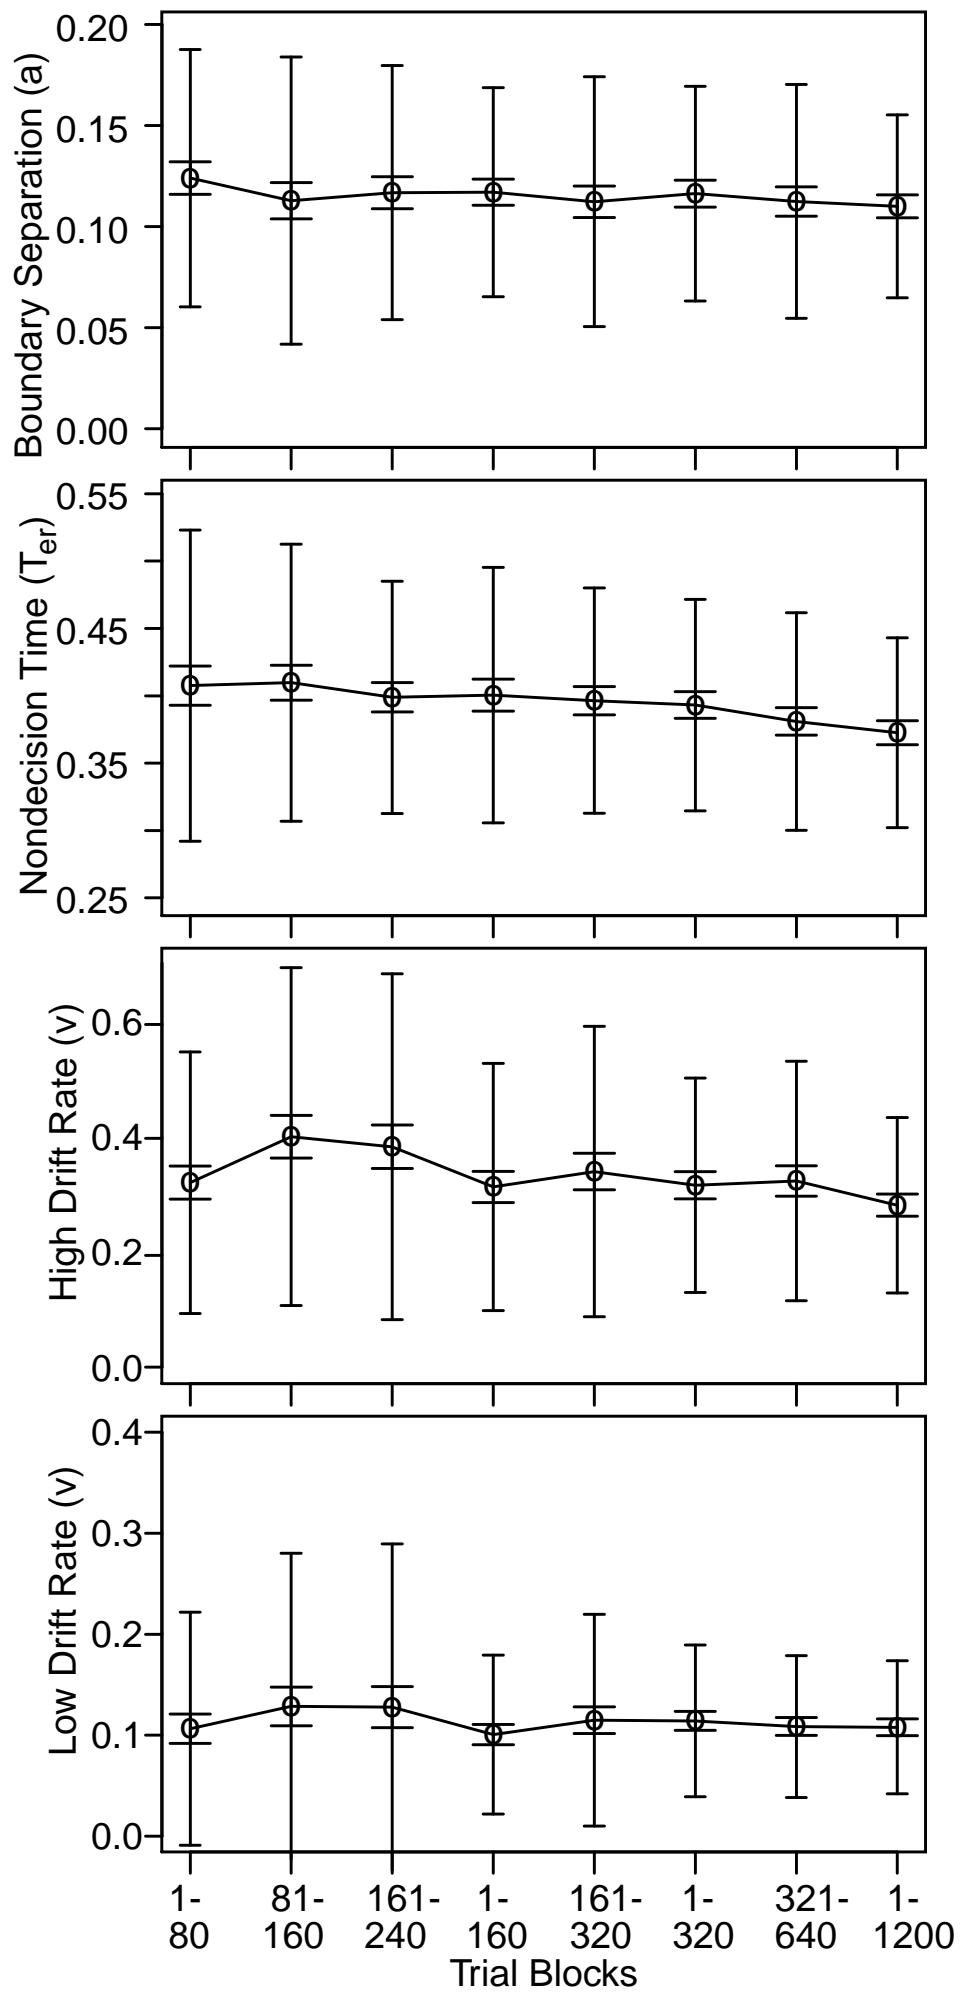 Boundary Separation (a)
0.20
0.15
0.10
0.05
0.00
Nondecision Time (Ter)
0.55
0.45
0.35
0.25
High Drift Rate (v)
0.6
0.4
0.2
0.0
Low Drift Rate (v)
0.4
0.3
0.2
0.1
0.0
1- 81- 161- 1- 161- 1- 321- 1-
80 160 240 160 320 320 640 1200
Trial Blocks